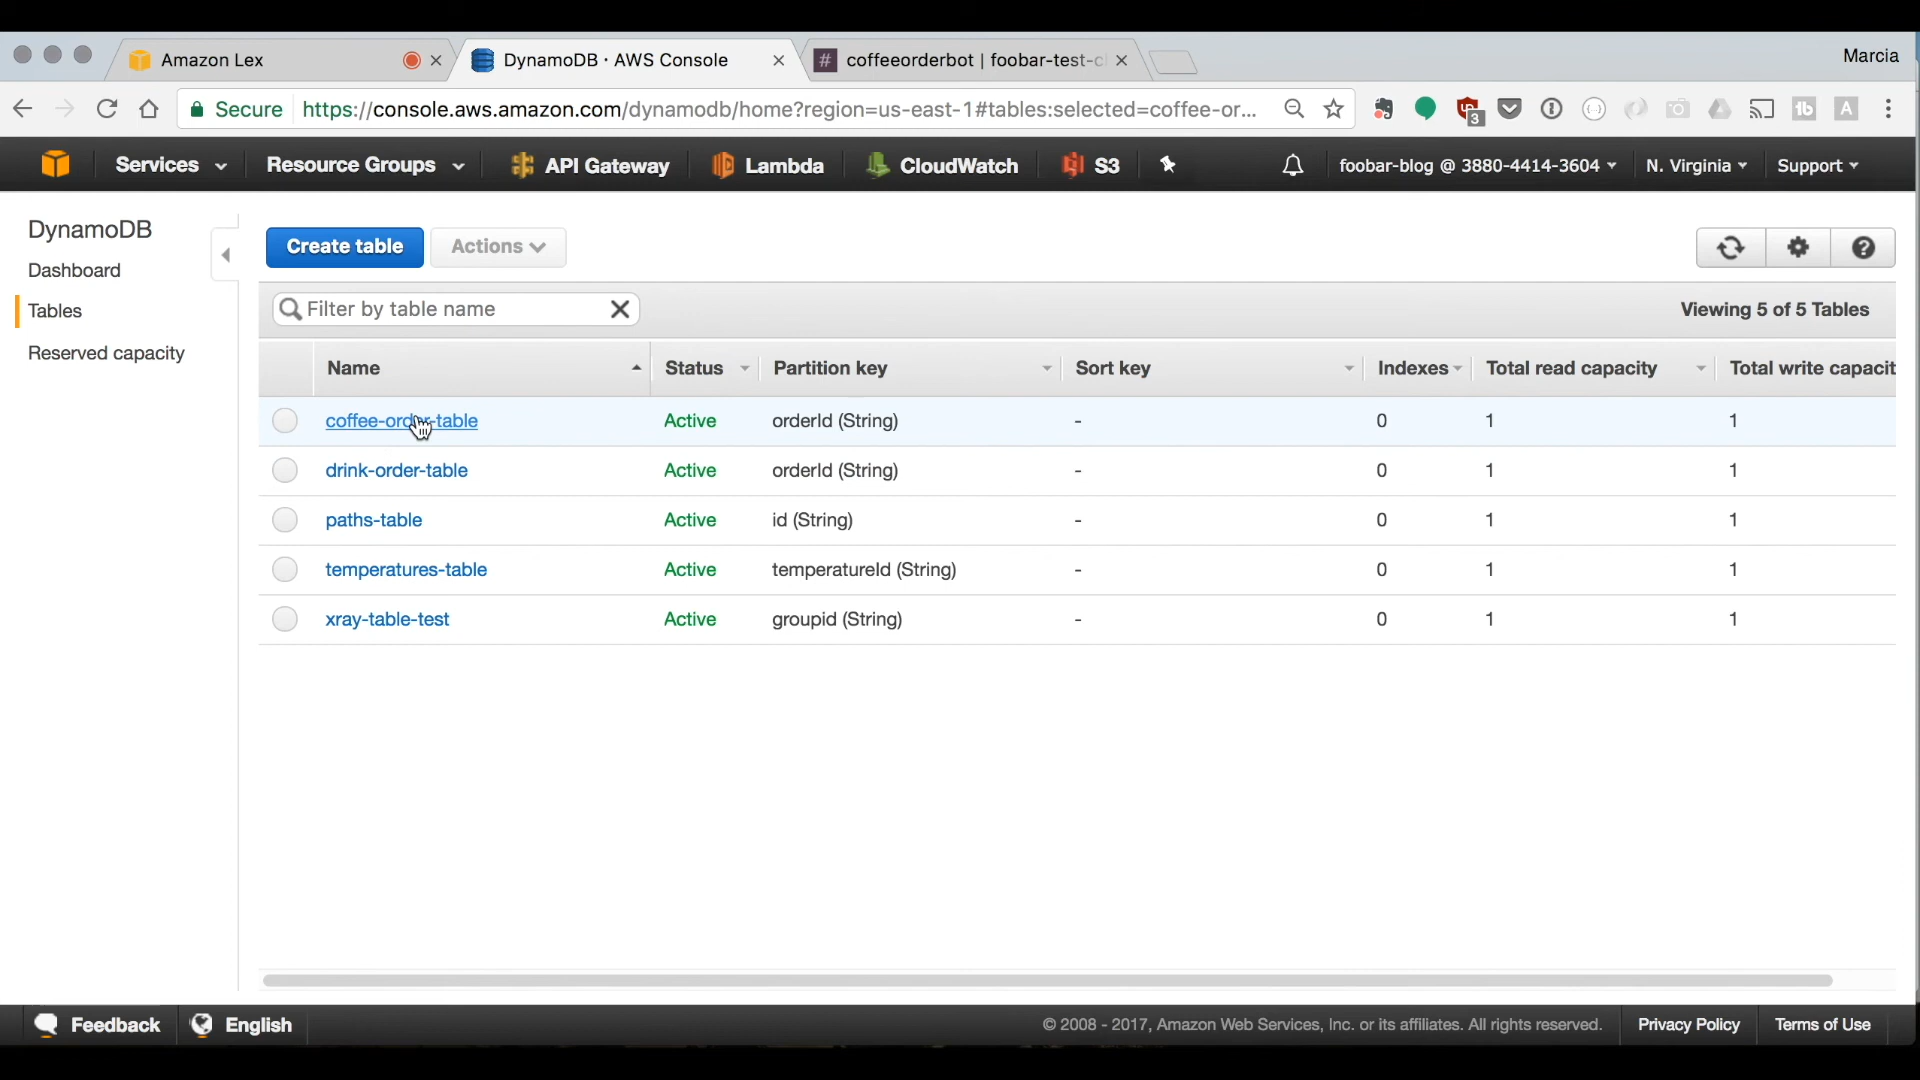 Amazon Lex
DynamoDB · AWS Console
# coffeeorderbot | foobar-test-c
Marcia
Secure https://console.aws.amazon.com/dynamodb/home?region=us-east-1#tables:selected=coffee-or...
3
1b
A
Services
Resource Groups
API Gateway
Lambda
CloudWatch
S3
foobar-blog @ 3880-4414-3604
N. Virginia
Support
DynamoDB
Dashboard
Tables
Reserved capacity
Create table
Actions
Filter by table name
Viewing 5 of 5 Tables
Name Status Partition key Sort key Indexes Total read capacity Total write capacit
coffee-order-table Active orderId (String) - 0 1 1
drink-order-table Active orderId (String) - 0 1 1
paths-table Active id (String) - 0 1 1
temperatures-table Active temperatureId (String) - 0 1 1
xray-table-test Active groupid (String) - 0 1 1
Feedback
English
© 2008 - 2017, Amazon Web Services, Inc. or its affiliates. All rights reserved.
Privacy Policy
Terms of Use